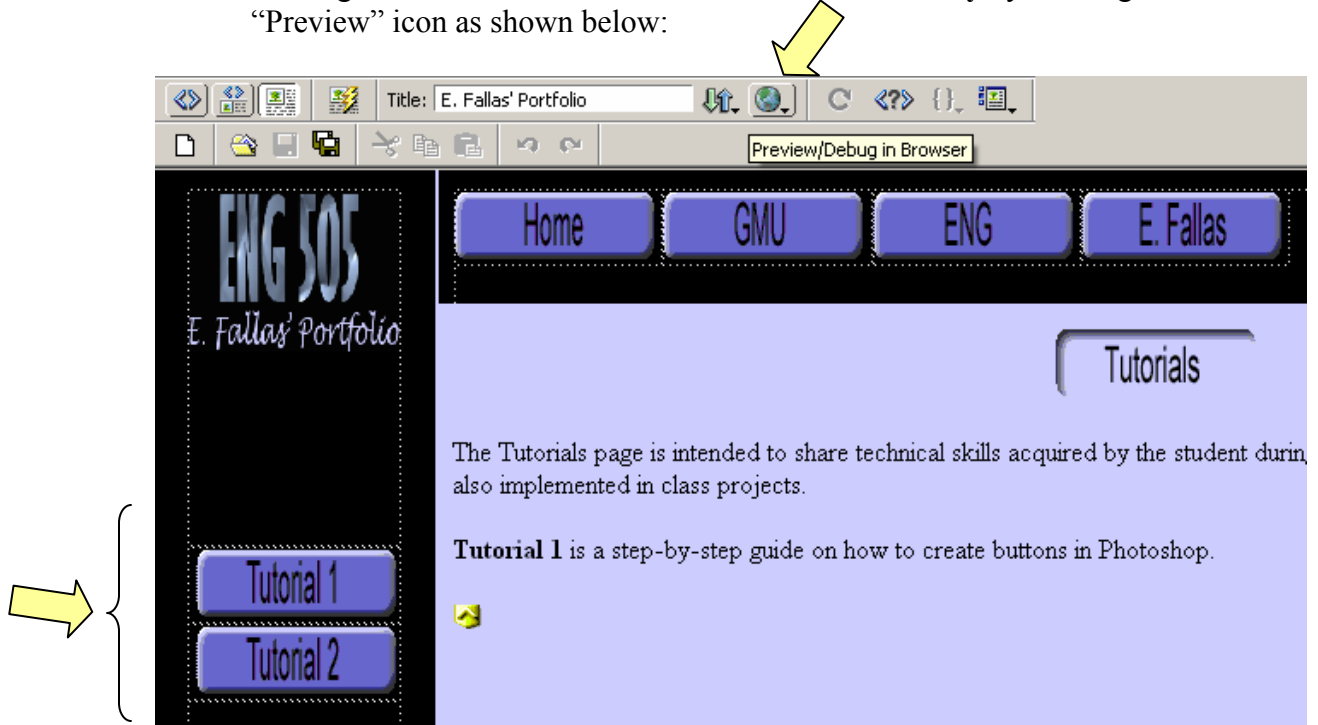 "Preview" icon as shown below:
Title: E. Fallas' Portfolio
Preview/Debug in Browser
ENG 505
E. Fallas' Portfolio
Home GMU ENG E. Fallas
Tutorials
The Tutorials page is intended to share technical skills acquired by the student durin
also implemented in class projects.
Tutorial 1 is a step-by-step guide on how to create buttons in Photoshop.
Tutorial 1
Tutorial 2